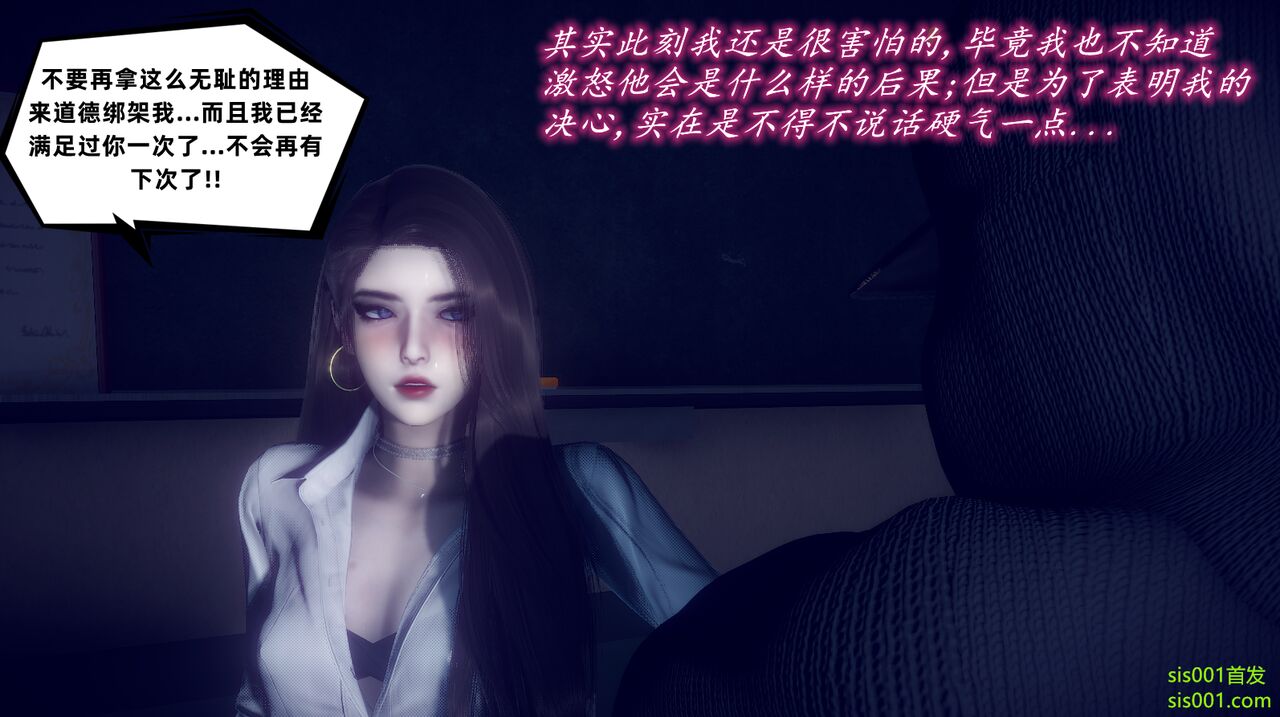 不要再拿这么无耻的理由
来道德绑架我...而且我已经
满足过你一次了...不会再有
下次了!!
其实此刻我还是很害怕的,毕竟我也不知道
激怒他会是什么样的后果;但是为了表明我的
决心,实在是不得不说话硬气一点...
sis001首发
sis001.com